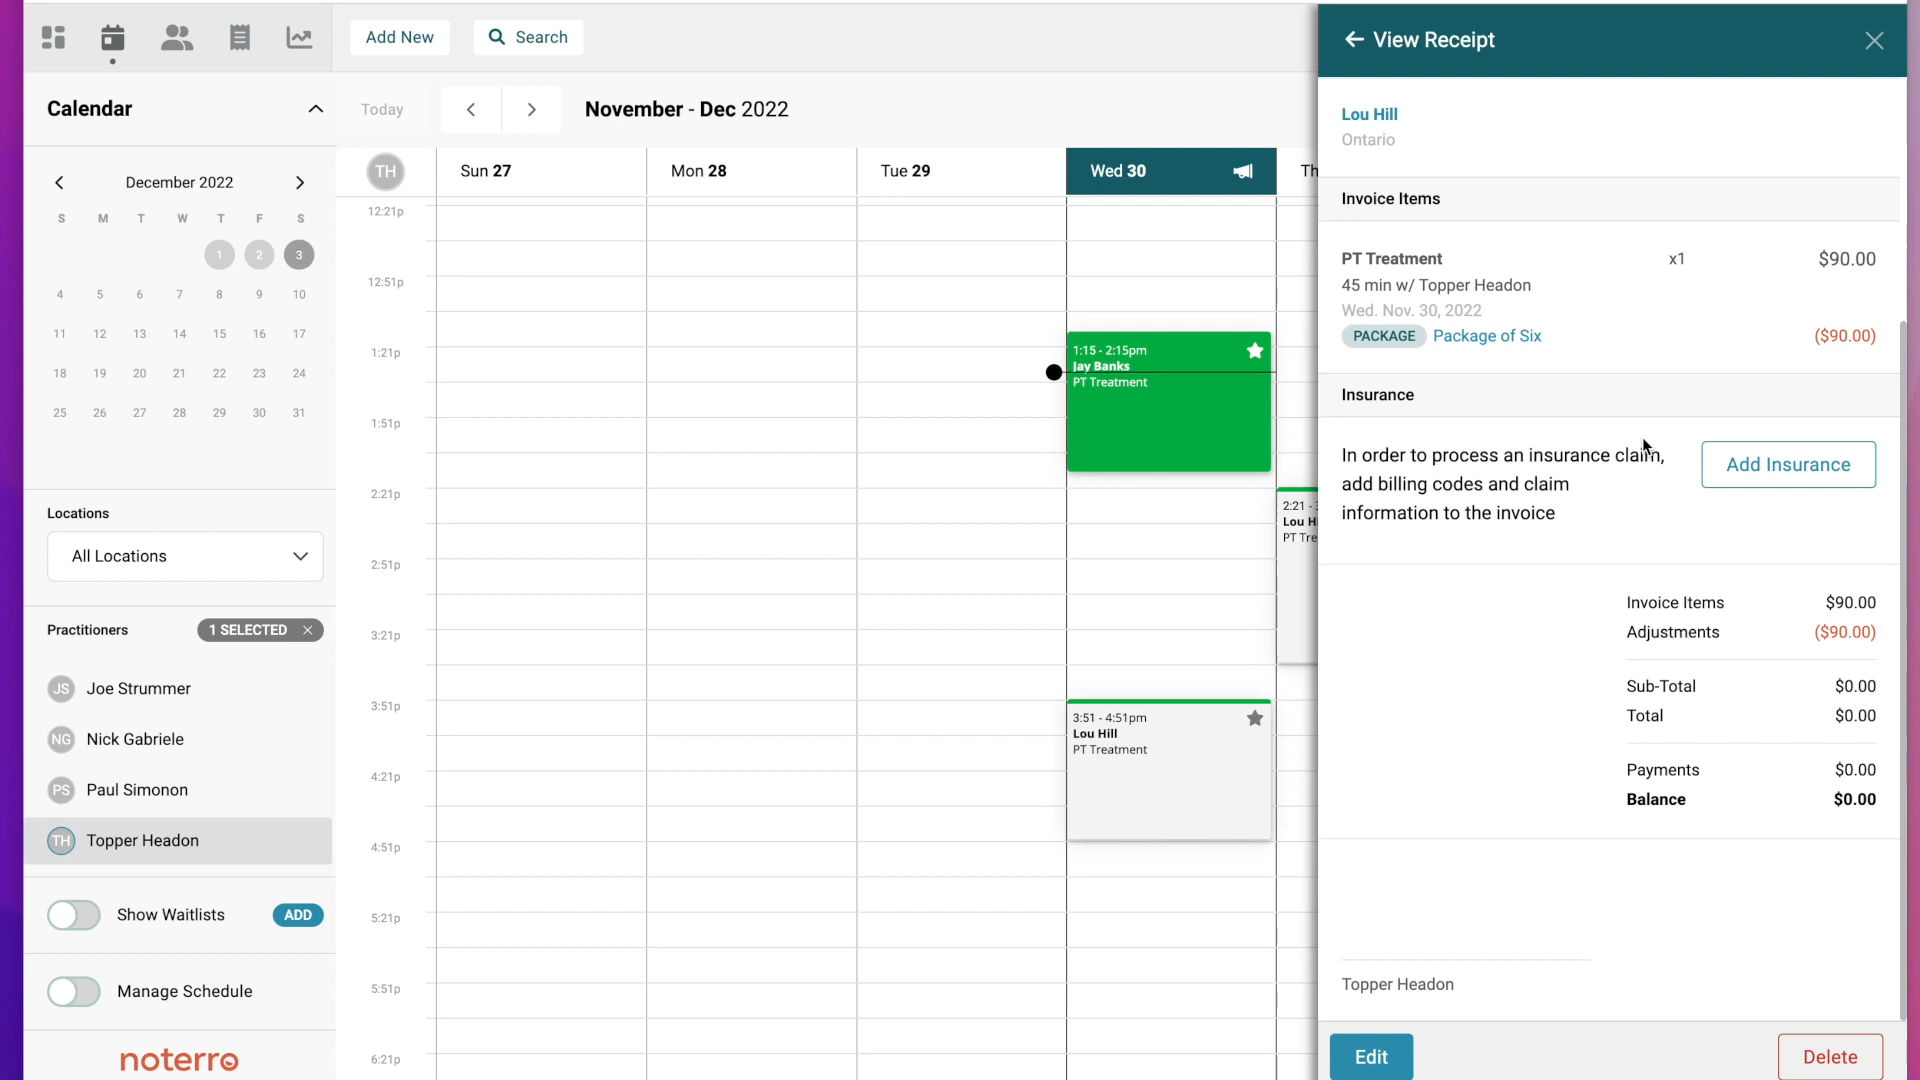 Add New
Search
Calendar
Today
November - Dec 2022
December 2022
S M T W T F S
1 2 3
4 5 6 7 8 9 10
11 12 13 14 15 16 17
18 19 20 21 22 23 24
25 26 27 28 29 30 31
Locations
All Locations
Practitioners
1 SELECTED
JS Joe Strummer
NG Nick Gabriele
PS Paul Simonon
TH Topper Headon
Show Waitlists
ADD
Manage Schedule
noterro
TH
Sun 27
Mon 28
Tue 29
Wed 30
Th
12:21p
12:51p
1:21p
1:51p
2:21p
2:51p
3:21p
3:51p
4:21p
4:51p
5:21p
5:51p
6:21p
1:15 - 2:15pm
Jay Banks
PT Treatment
2:21 -
Lou H
PT Tre
3:51 - 4:51pm
Lou Hill
PT Treatment
View Receipt
Lou Hill
Ontario
Invoice Items
PT Treatment x1 $90.00
45 min w/ Topper Headon
Wed. Nov. 30, 2022
PACKAGE Package of Six ($90.00)
Insurance
In order to process an insurance claim,
add billing codes and claim
information to the invoice
Add Insurance
Invoice Items $90.00
Adjustments ($90.00)
Sub-Total $0.00
Total $0.00
Payments $0.00
Balance $0.00
Topper Headon
Edit
Delete